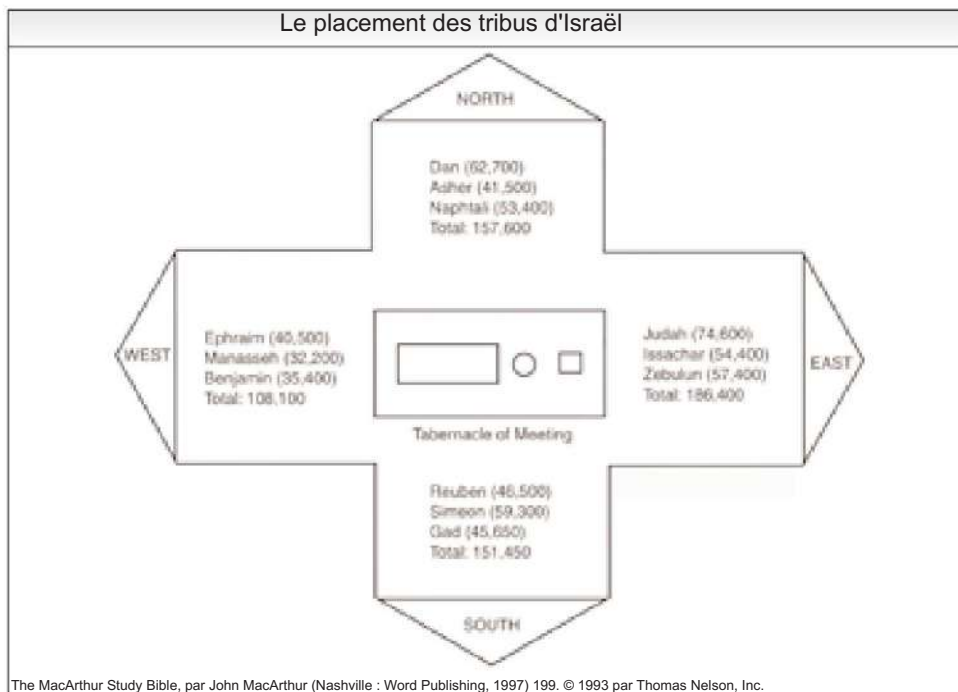 Le placement des tribus d'Israël
NORTH
Dan (62,700)
Asher (41,500)
Naphtali (53,400)
Total: 157,600
WEST
Ephraim (40,500)
Manasseh (32,200)
Benjamin (35,400)
Total: 108,100
Judah (74,600)
Issachar (54,400)
Zebulun (57,400)
Total: 186,400
EAST
Tabernacle of Meeting
Reuben (46,500)
Simeon (59,300)
Gad (45,650)
Total: 151,450
SOUTH
The MacArthur Study Bible, par John MacArthur (Nashville : Word Publishing, 1997) 199. © 1993 par Thomas Nelson, Inc.